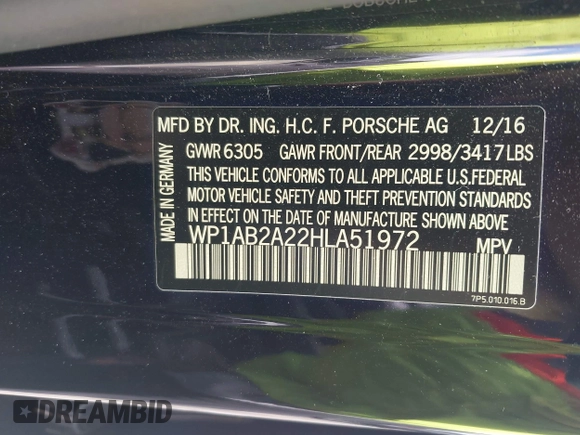 MFD BY DR. ING. H.C. F. PORSCHE AG 12/16
GVWR 6305 GAWR FRONT/REAR 2998/3417LBS
THIS VEHICLE CONFORMS TO ALL APPLICABLE U.S.FEDERAL
MOTOR VEHICLE SAFETY AND THEFT PREVENTION STANDARDS
IN EFFECT ON THE DATE OF MANUFACTURE SHOWN ABOVE
WP1AB2A22HLA51972 MPV
MADE IN GERMANY
7P5.010.016.B
DREAMBID